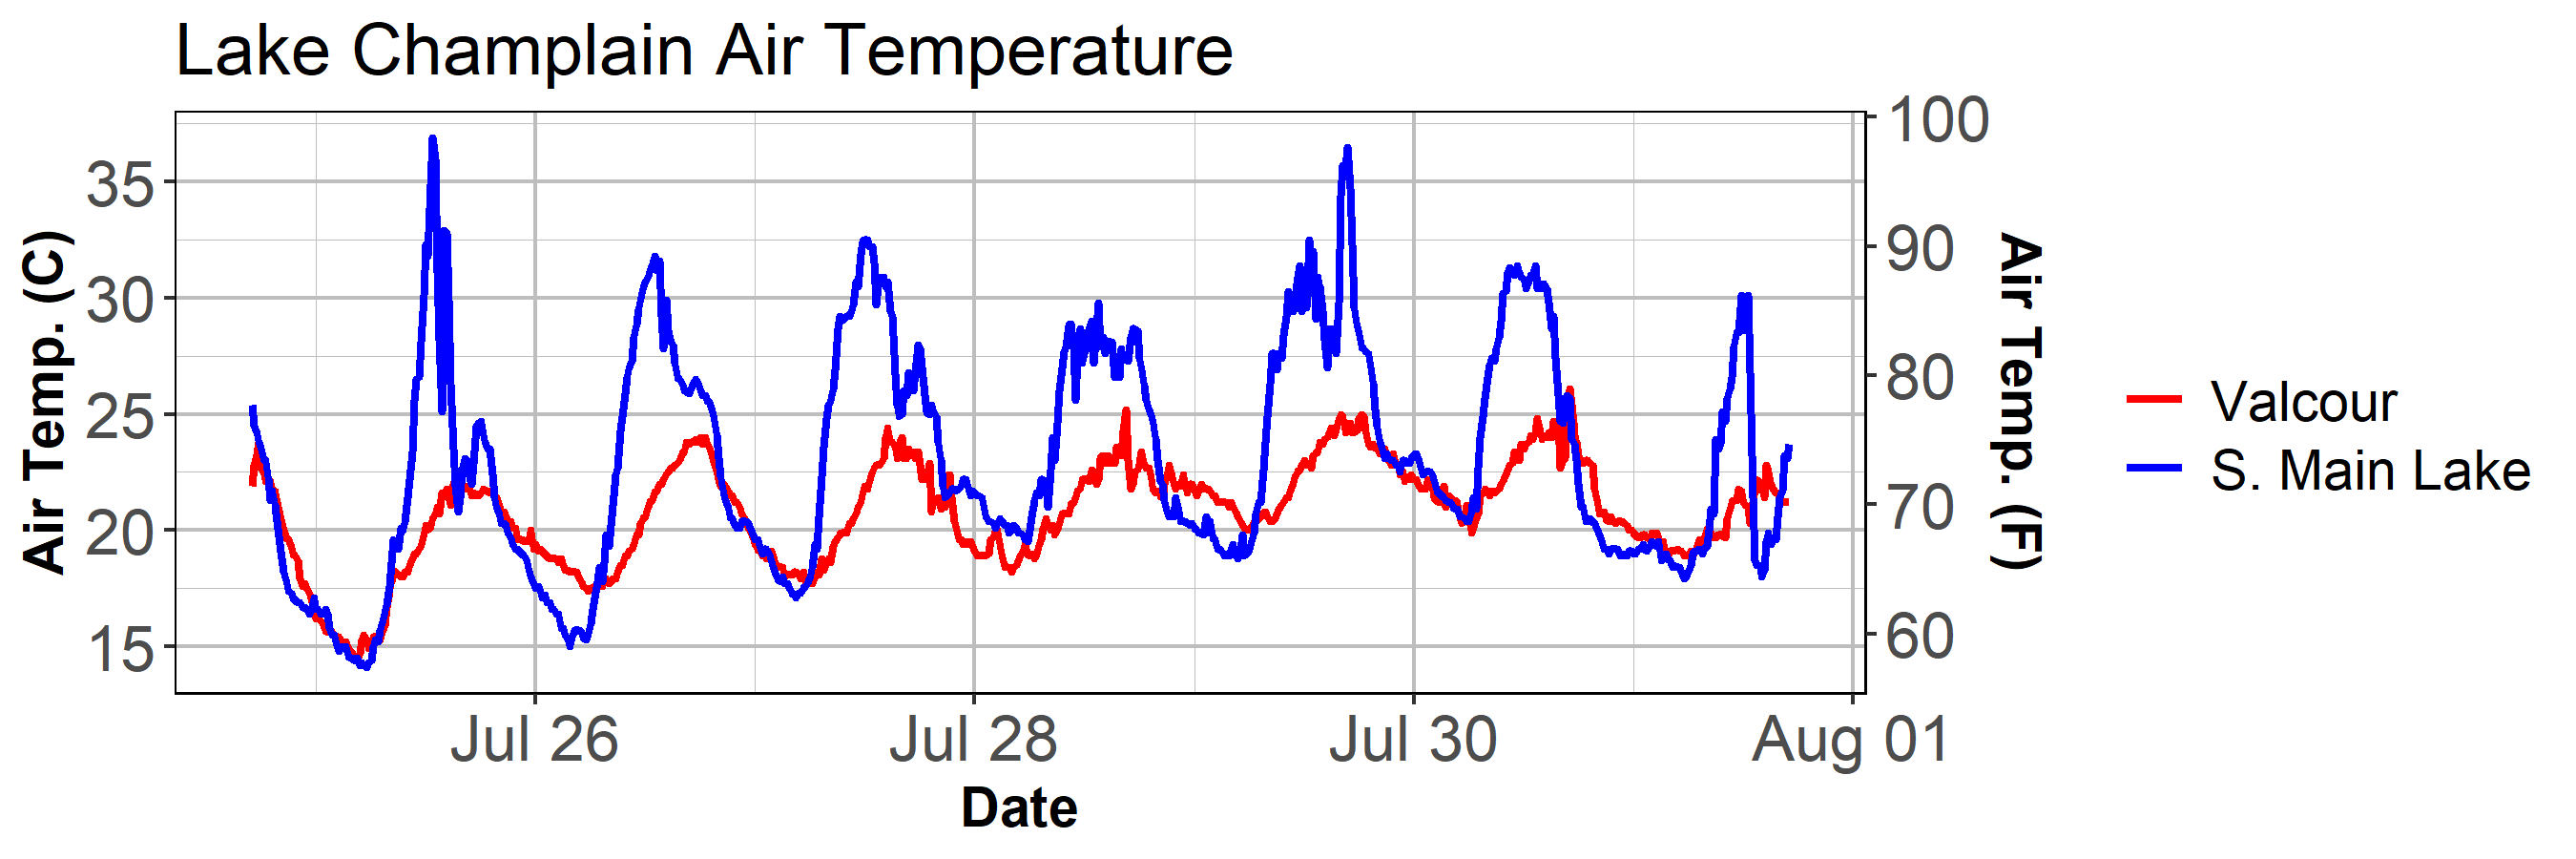 Lake Champlain Air Temperature
Air Temp. (C)
35
30
25
20
15
100
90
80
70
60
Air Temp. (F)
Jul 26
Jul 28
Jul 30
Aug 01
Date
Valcour
S. Main Lake